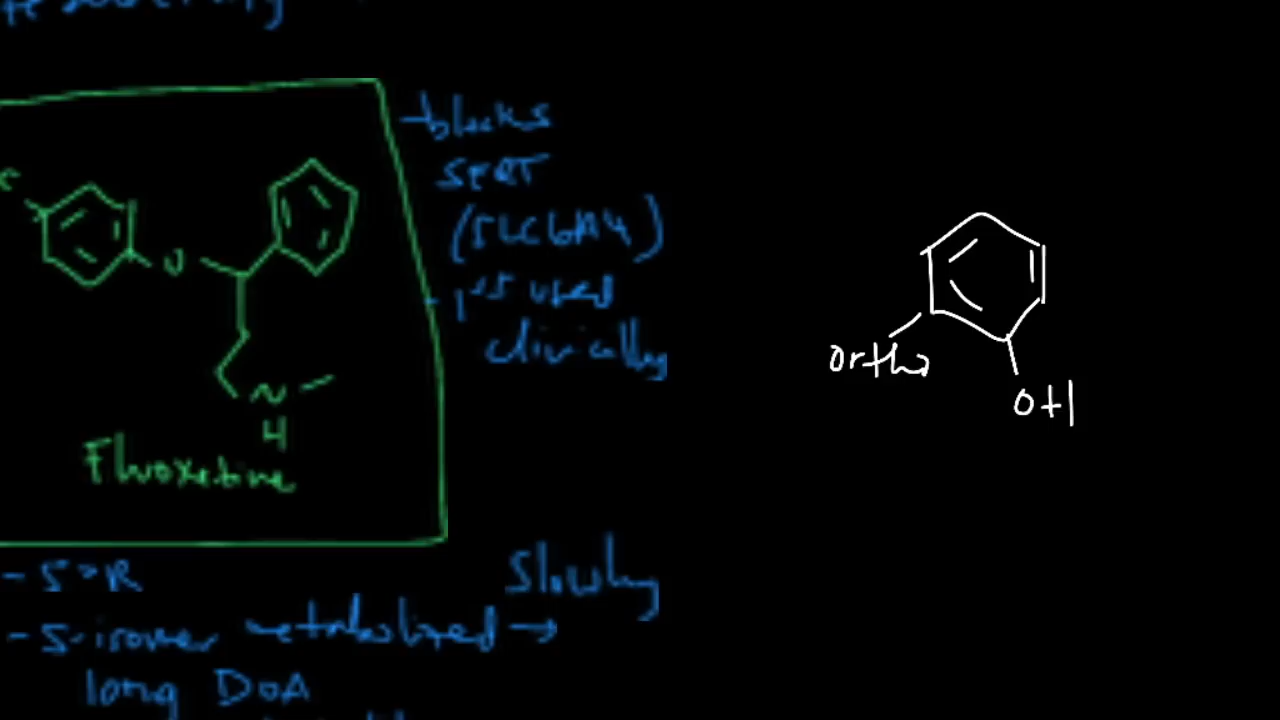 - blocks
SERT
(SLC6A4)
- 1st used
clinically
O
N
H
Fluoxetine
ortho
OH
- S > R
Slowly
- S-isomer metabolized →
long DoA